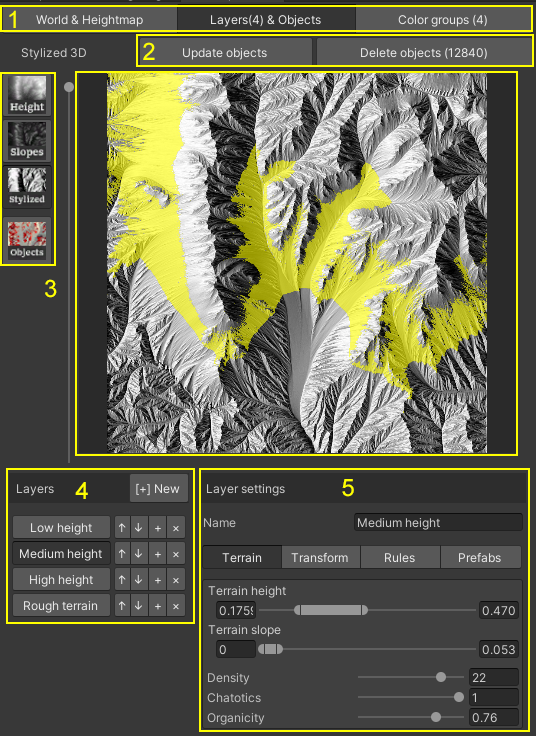 1 World & Heightmap Layers(4) & Objects Color groups (4)
Stylized 3D 2 Update objects Delete objects (12840)
Height
Slopes
Stylized
Objects
3
Layers 4 [+] New
Low height ↑ ↓ + ×
Medium height ↑ ↓ + ×
High height ↑ ↓ + ×
Rough terrain ↑ ↓ + ×
Layer settings 5
Name Medium height
Terrain Transform Rules Prefabs
Terrain height
0.1759 0.470
Terrain slope
0 0.053
Density 22
Chatotics 1
Organicity 0.76